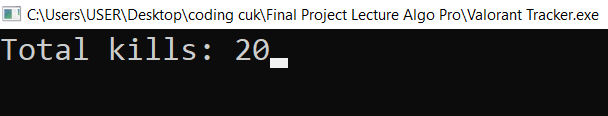 C:\Users\USER\Desktop\coding cuk\Final Project Lecture Algo Pro\Valorant Tracker.exe
Total kills: 20